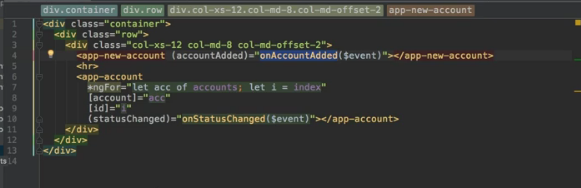 div.container div.row div.col-xs-12.col-md-8.col-md-offset-2 app-new-account
1 <div class="container">
2 <div class="row">
3 <div class="col-xs-12 col-md-8 col-md-offset-2">
4 <app-new-account (accountAdded)="onAccountAdded($event)"></app-new-account>
5 <hr>
6 <app-account
7 *ngFor="let acc of accounts; let i = index"
8 [account]="acc"
9 [id]="i"
10 (statusChanged)="onStatusChanged($event)"></app-account>
11 </div>
12 </div>
13 </div>
14